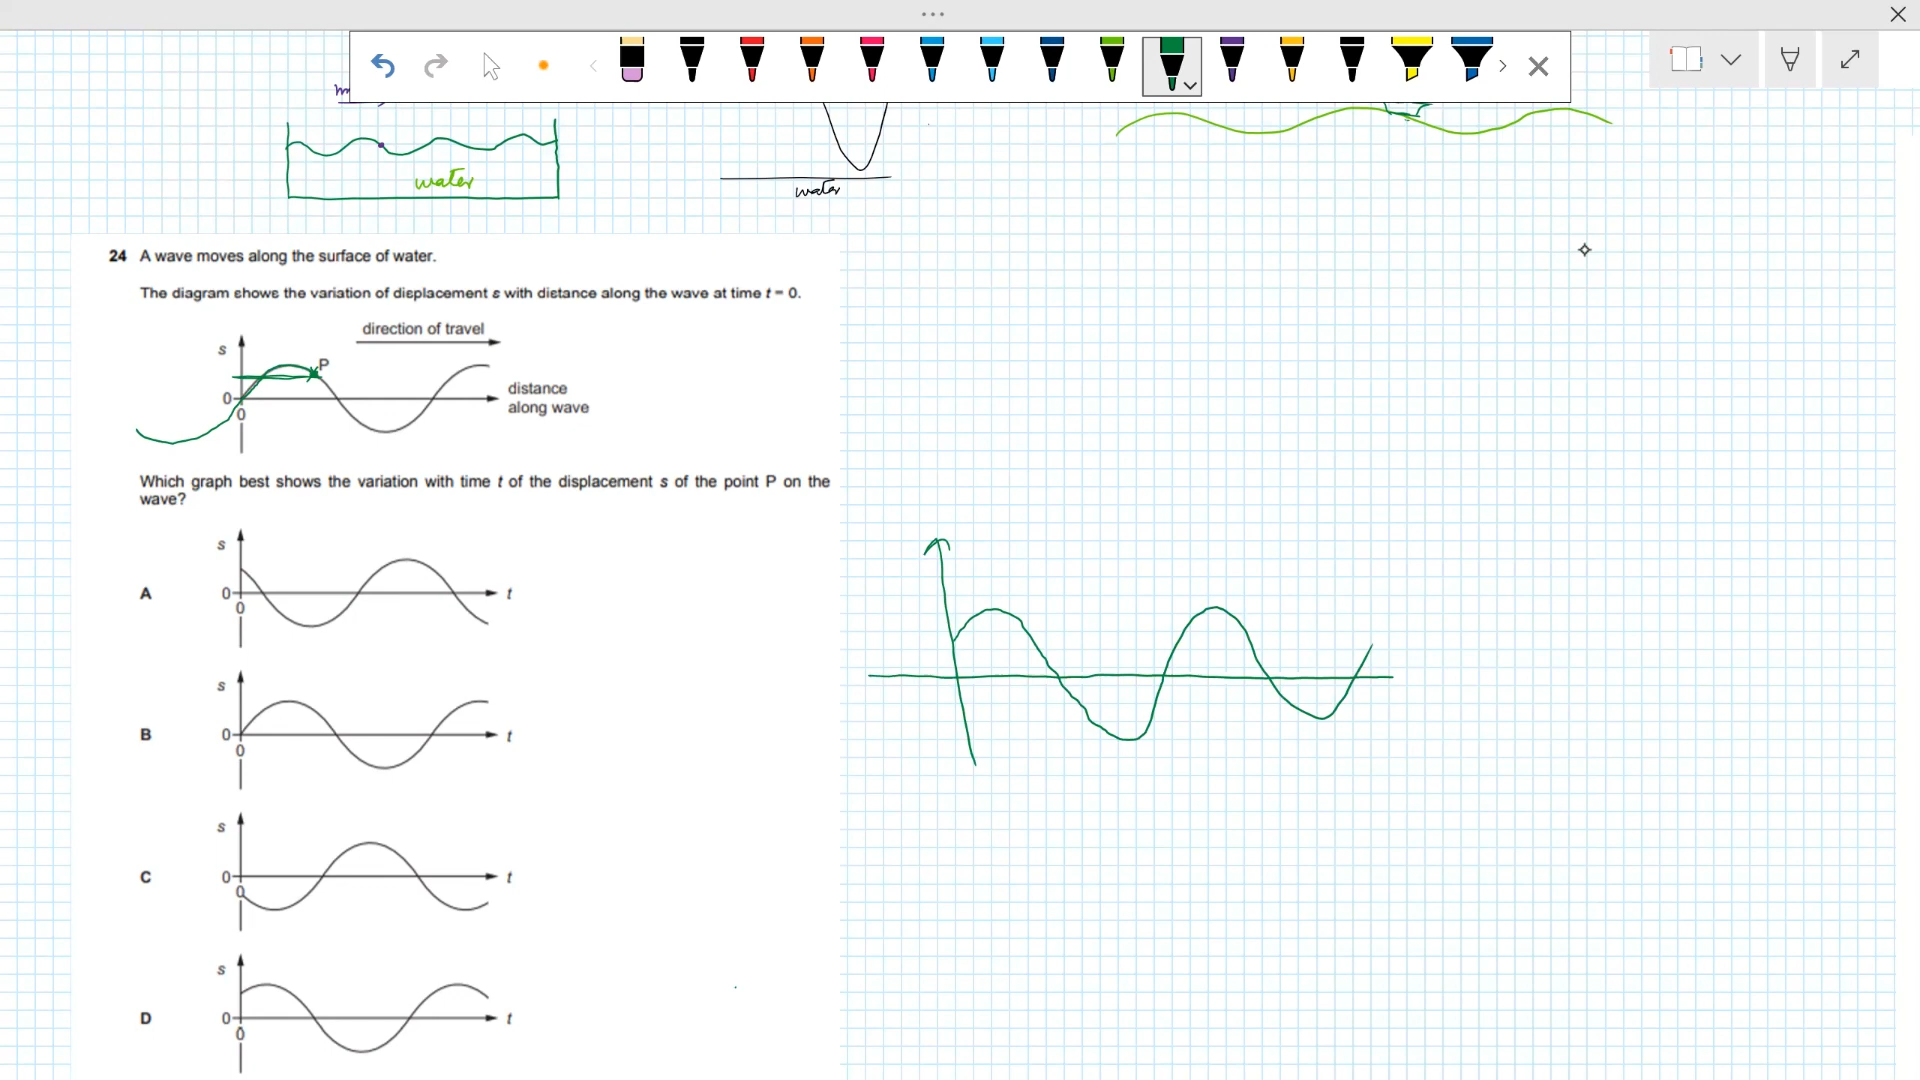 water
water
24 A wave moves along the surface of water.
The diagram shows the variation of displacement s with distance along the wave at time t = 0.
direction of travel
s
P
0
0
distance
along wave
Which graph best shows the variation with time t of the displacement s of the point P on the
wave?
s
A
0
t
0
s
B
0
t
0
s
C
0
t
0
s
D
0
t
0